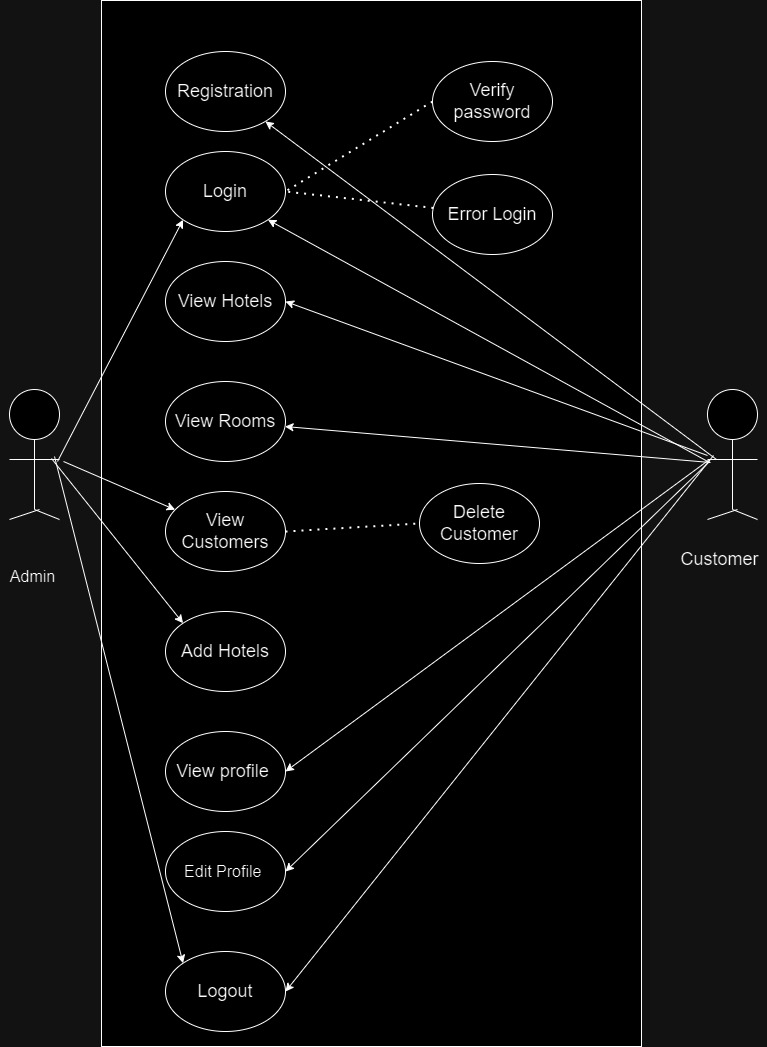 Registration
Verify
password
Login
Error Login
View Hotels
View Rooms
View
Customers
Delete
Customer
Admin
Customer
Add Hotels
View profile
Edit Profile
Logout